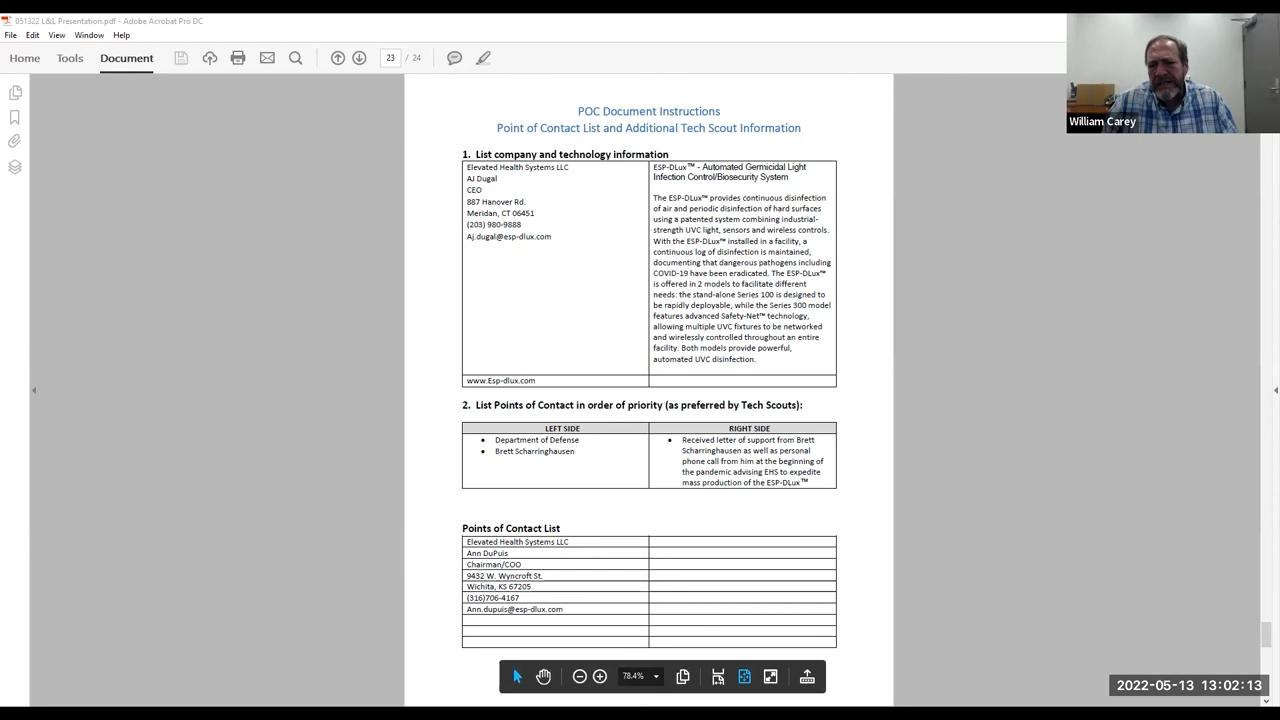 051322 L&L Presentation.pdf - Adobe Acrobat Pro DC
File Edit View Window Help
Home Tools Document 23 / 24
William Carey
POC Document Instructions
Point of Contact List and Additional Tech Scout Information
1. List company and technology information
Elevated Health Systems LLC
AJ Dugal
CEO
887 Hanover Rd.
Meridan, CT 06451
(203) 980-9888
Aj.dugal@esp-dlux.com
ESP-DLux™ - Automated Germicidal Light
Infection Control/Biosecurity System
The ESP-DLux™ provides continuous disinfection
of air and periodic disinfection of hard surfaces
using a patented system combining industrial-
strength UVC light, sensors and wireless controls.
With the ESP-DLux™ installed in a facility, a
continuous log of disinfection is maintained,
documenting that dangerous pathogens including
COVID-19 have been eradicated. The ESP-DLux™
is offered in 2 models to facilitate different
needs: the stand-alone Series 100 is designed to
be rapidly deployable, while the Series 300 model
features advanced Safety-Net™ technology,
allowing multiple UVC fixtures to be networked
and wirelessly controlled throughout an entire
facility. Both models provide powerful,
automated UVC disinfection.
www.Esp-dlux.com
2. List Points of Contact in order of priority (as preferred by Tech Scouts):
LEFT SIDE
RIGHT SIDE
• Department of Defense
• Brett Scharringhausen
• Received letter of support from Brett
Scharringhausen as well as personal
phone call from him at the beginning of
the pandemic advising EHS to expedite
mass production of the ESP-DLux™
Points of Contact List
Elevated Health Systems LLC
Ann DuPuis
Chairman/COO
9432 W. Wyncroft St.
Wichita, KS 67205
(316)706-4167
Ann.dupuis@esp-dlux.com
78.4%
2022-05-13 13:02:13